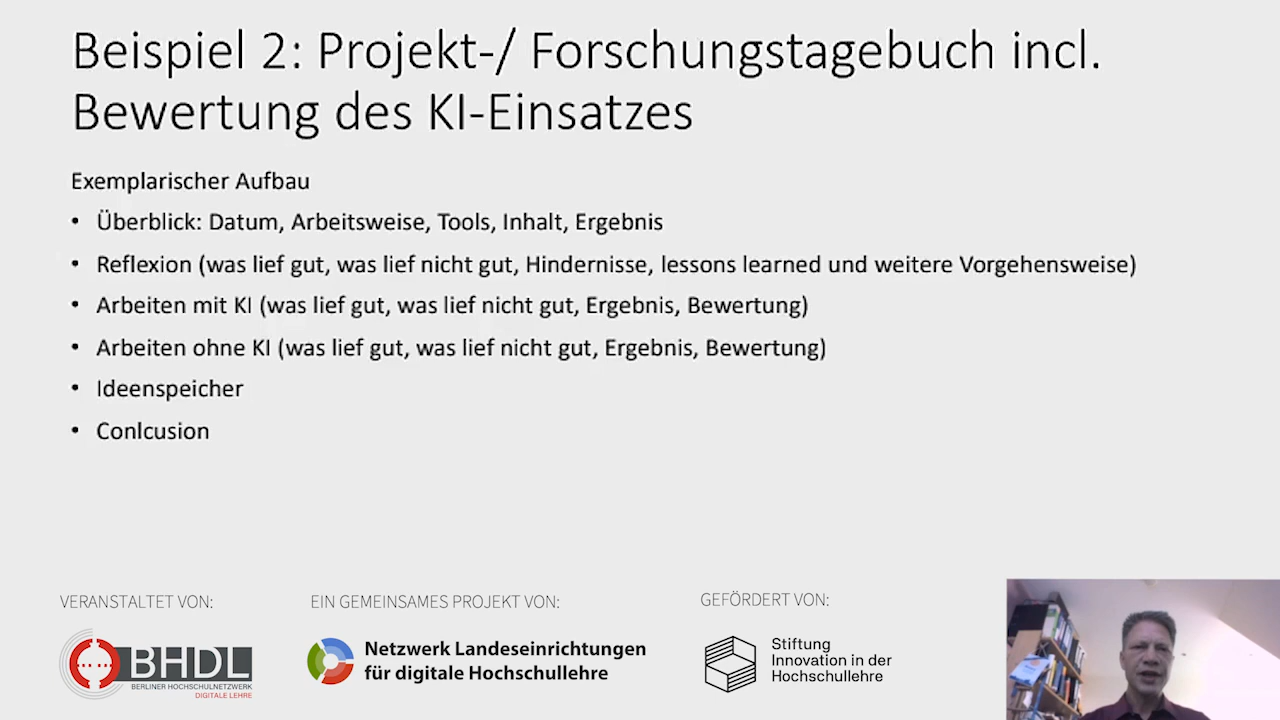 Beispiel 2: Projekt-/ Forschungstagebuch incl.
Bewertung des KI-Einsatzes
Exemplarischer Aufbau
• Überblick: Datum, Arbeitsweise, Tools, Inhalt, Ergebnis
• Reflexion (was lief gut, was lief nicht gut, Hindernisse, lessons learned und weitere Vorgehensweise)
• Arbeiten mit KI (was lief gut, was lief nicht gut, Ergebnis, Bewertung)
• Arbeiten ohne KI (was lief gut, was lief nicht gut, Ergebnis, Bewertung)
• Ideenspeicher
• Conlcusion
VERANSTALTET VON:
BHDL
BERLINER HOCHSCHULNETZWERK
DIGITALE LEHRE
EIN GEMEINSAMES PROJEKT VON:
Netzwerk Landeseinrichtungen
für digitale Hochschullehre
GEFÖRDERT VON:
Stiftung
Innovation in der
Hochschullehre